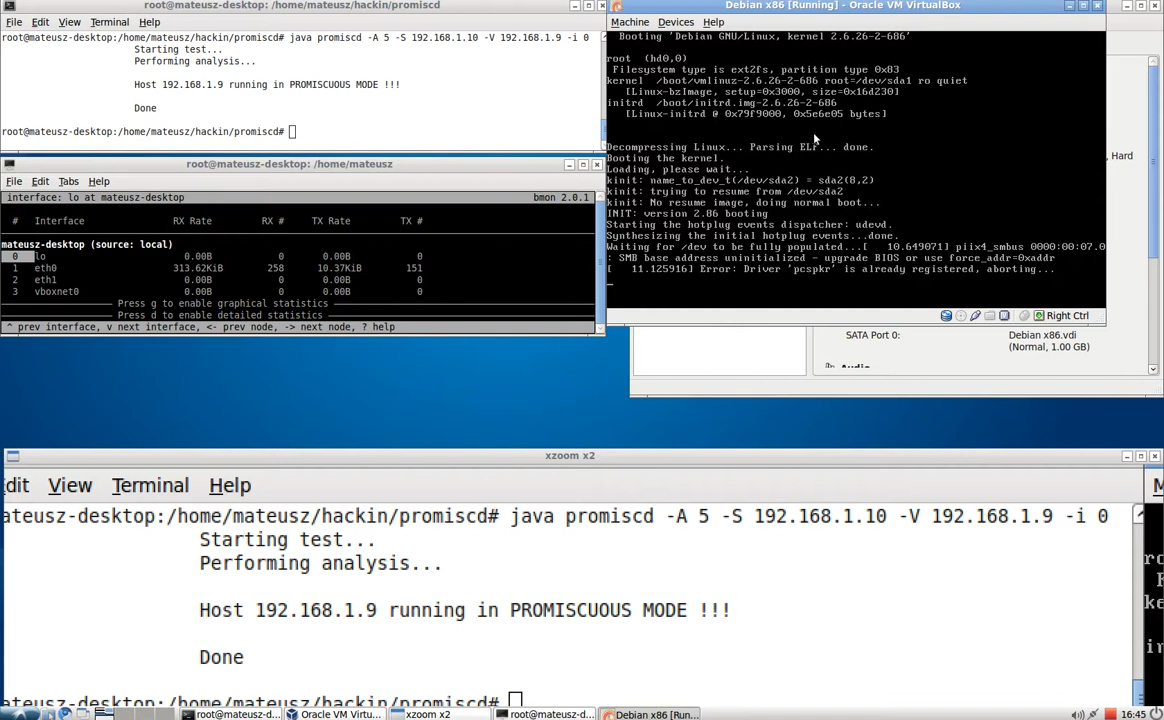 root@mateusz-desktop: /home/mateusz/hackin/promiscd
File Edit View Terminal Help
root@mateusz-desktop:/home/mateusz/hackin/promiscd# java promiscd -A 5 -S 192.168.1.10 -V 192.168.1.9 -i 0
Starting test...
Performing analysis...
Host 192.168.1.9 running in PROMISCUOUS MODE !!!
Done
root@mateusz-desktop:/home/mateusz/hackin/promiscd#
root@mateusz-desktop: /home/mateusz
File Edit Tabs Help
interface: lo at mateusz-desktop bmon 2.0.1
# Interface RX Rate RX # TX Rate TX #
mateusz-desktop (source: local)
0 lo 0.00B 0 0.00B 0
1 eth0 313.62KiB 258 10.37KiB 151
2 eth1 0.00B 0 0.00B 0
3 vboxnet0 0.00B 0 0.00B 0
Press g to enable graphical statistics
Press d to enable detailed statistics
^ prev interface, v next interface, <- prev node, -> next node, ? help
Debian x86 [Running] - Oracle VM VirtualBox
Machine Devices Help
Booting 'Debian GNU/Linux, kernel 2.6.26-2-686'
root (hd0,0)
Filesystem type is ext2fs, partition type 0x83
kernel /boot/vmlinuz-2.6.26-2-686 root=/dev/sda1 ro quiet
[Linux-bzImage, setup=0x3000, size=0x16d230]
initrd /boot/initrd.img-2.6.26-2-686
[Linux-initrd @ 0x79f9000, 0x5e6e05 bytes]
Decompressing Linux... Parsing ELF... done.
Booting the kernel.
Loading, please wait...
kinit: name_to_dev_t(/dev/sda2) = sda2(8,2)
kinit: trying to resume from /dev/sda2
kinit: No resume image, doing normal boot...
INIT: version 2.86 booting
Starting the hotplug events dispatcher: udevd.
Synthesizing the initial hotplug events...done.
Waiting for /dev to be fully populated...[ 10.649071] piix4_smbus 0000:00:07.0
: SMB base address uninitialized - upgrade BIOS or use force_addr=0xaddr
[ 11.125916] Error: Driver 'pcspkr' is already registered, aborting...
Right Ctrl
, Hard
SATA Port 0: Debian x86.vdi
(Normal, 1.00 GB)
Audio
xzoom x2
dit View Terminal Help
ateusz-desktop:/home/mateusz/hackin/promiscd# java promiscd -A 5 -S 192.168.1.10 -V 192.168.1.9 -i 0
Starting test...
Performing analysis...
Host 192.168.1.9 running in PROMISCUOUS MODE !!!
Done
ateusz-desktop:/home/mateusz/hackin/promiscd#
root@mateusz-d... Oracle VM Virtu... xzoom x2 root@mateusz-d... Debian x86 [Run... 16:45